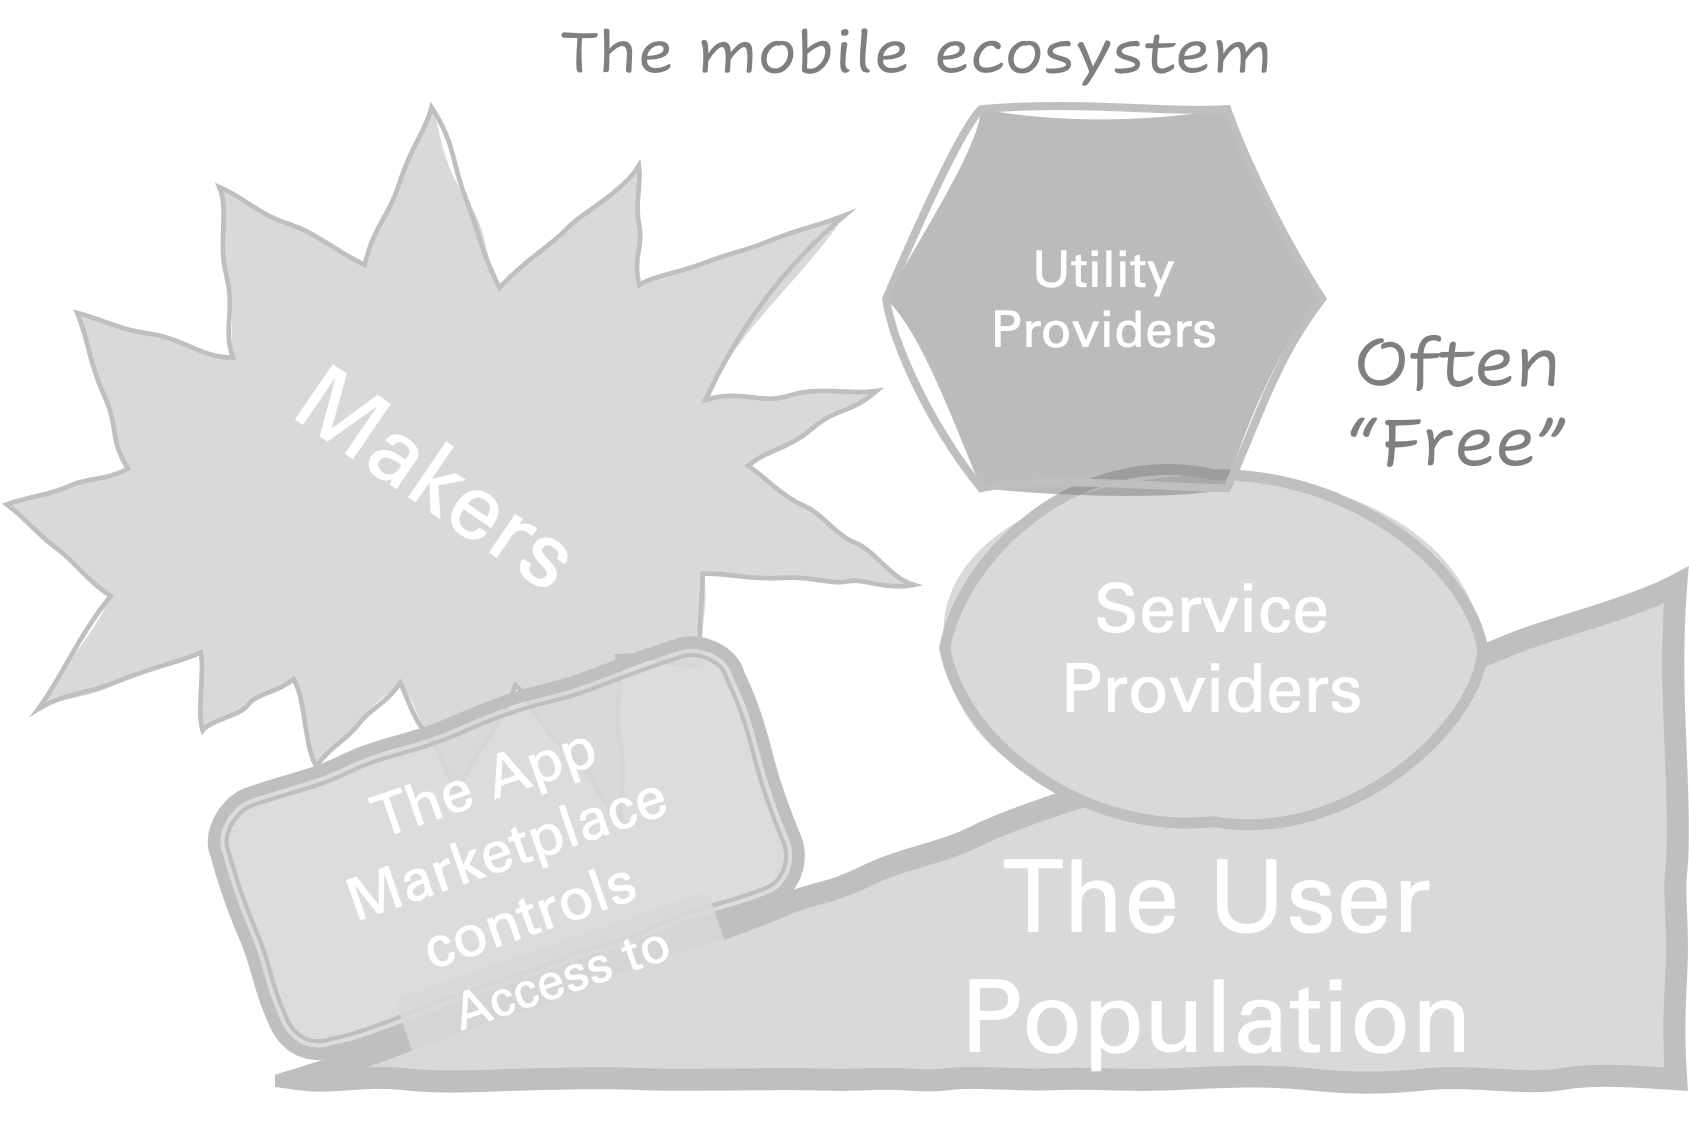 The mobile ecosystem
Utility
Providers
Often
“Free”
Makers
Service
Providers
The App
Marketplace
controls
Access to
The User
Population